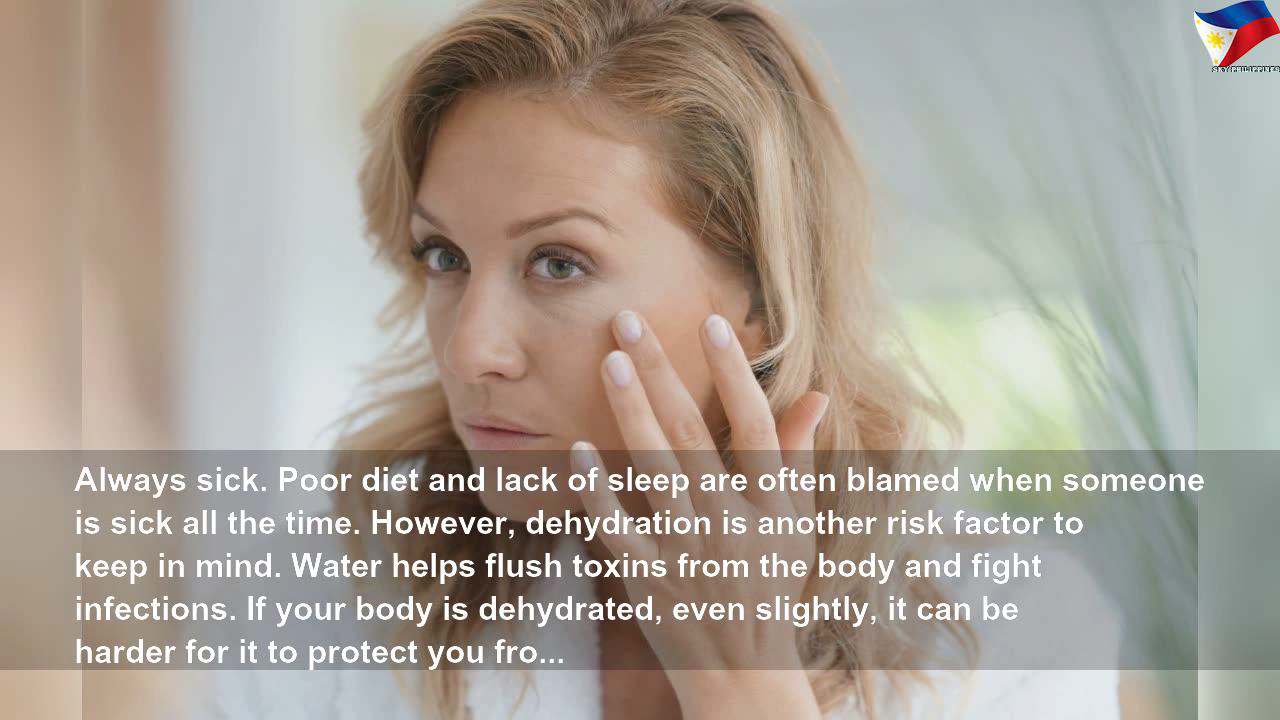 SKY PHILIPPINES
Always sick. Poor diet and lack of sleep are often blamed when someone
is sick all the time. However, dehydration is another risk factor to
keep in mind. Water helps flush toxins from the body and fight
infections. If your body is dehydrated, even slightly, it can be
harder for it to protect you fro...